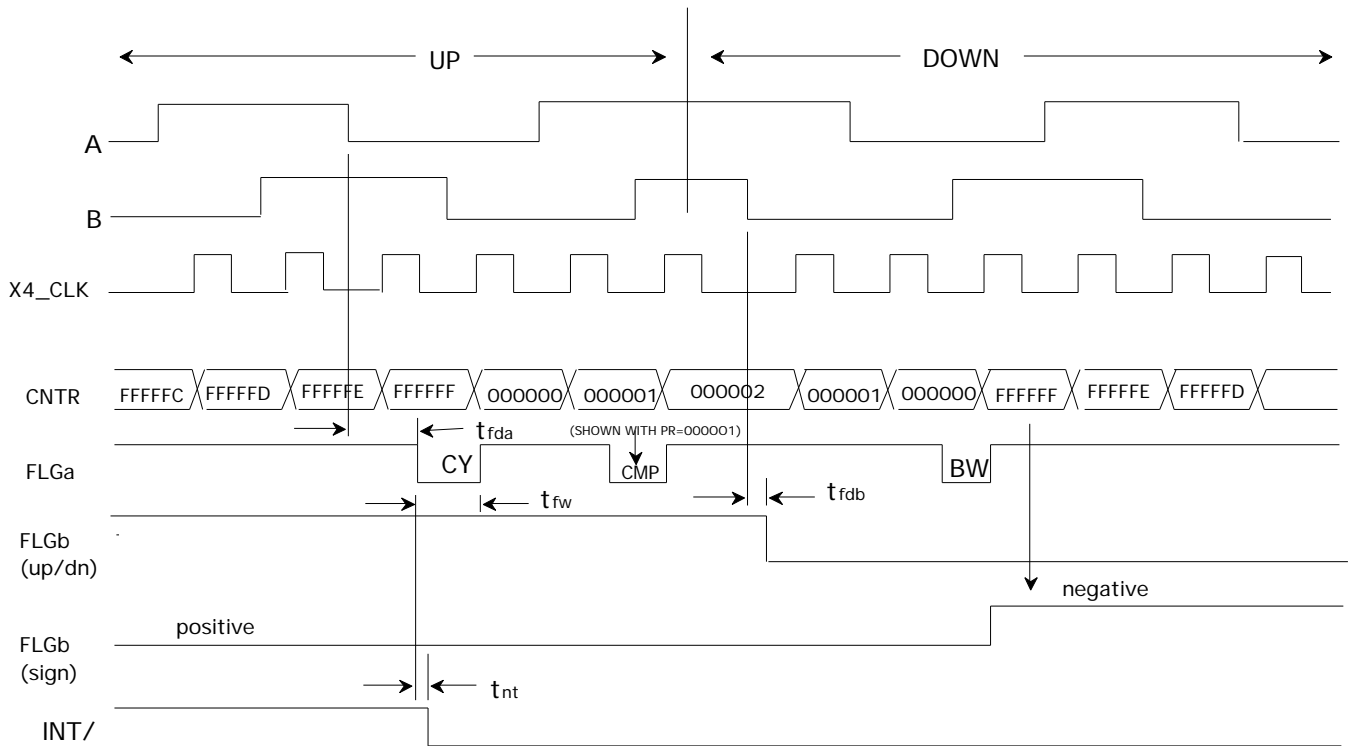 UP DOWN
A
B
X4_CLK
CNTR FFFFFC FFFFFD FFFFFE FFFFFF 000000 000001 000002 000001 000000 FFFFFF FFFFFE FFFFFD
tfda (SHOWN WITH PR=000001)
FLGa CY CMP BW
tfw tfdb
FLGb
(up/dn)
negative
positive
FLGb
(sign)
tnt
INT/